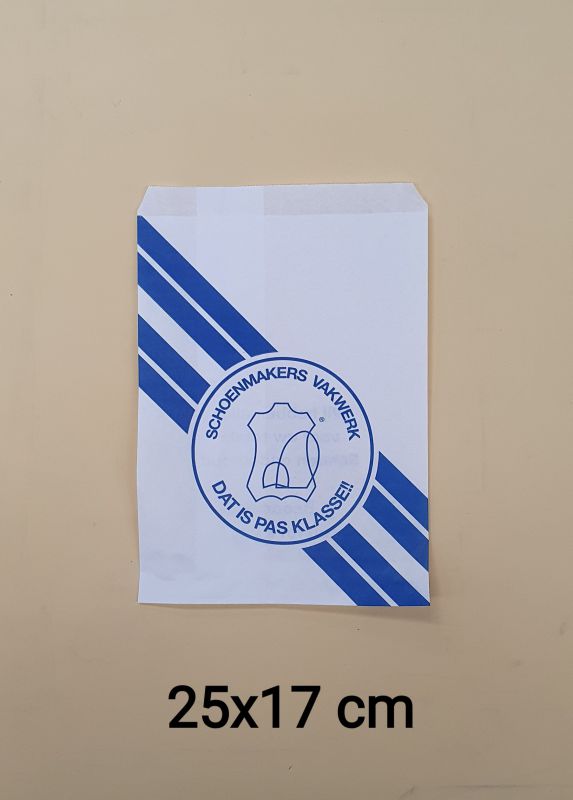 SCHOENMAKERS VAKWERK
®
DAT IS PAS KLASSE!!
25x17 cm